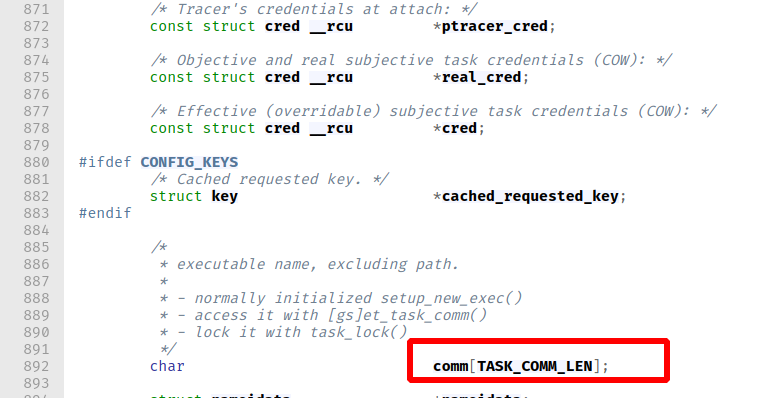 871 /* Tracer's credentials at attach: */
872 const struct cred __rcu *ptracer_cred;
873
874 /* Objective and real subjective task credentials (COW): */
875 const struct cred __rcu *real_cred;
876
877 /* Effective (overridable) subjective task credentials (COW): */
878 const struct cred __rcu *cred;
879
880 #ifdef CONFIG_KEYS
881 /* Cached requested key. */
882 struct key *cached_requested_key;
883 #endif
884
885 /*
886 * executable name, excluding path.
887 *
888 * - normally initialized setup_new_exec()
889 * - access it with [gs]et_task_comm()
890 * - lock it with task_lock()
891 */
892 char comm[TASK_COMM_LEN];
893